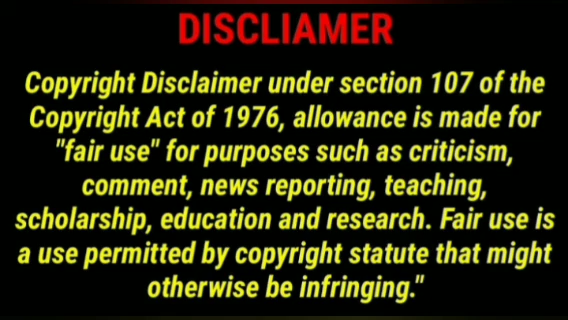 DISCLIAMER
Copyright Disclaimer under section 107 of the
Copyright Act of 1976, allowance is made for
"fair use" for purposes such as criticism,
comment, news reporting, teaching,
scholarship, education and research. Fair use is
a use permitted by copyright statute that might
otherwise be infringing."